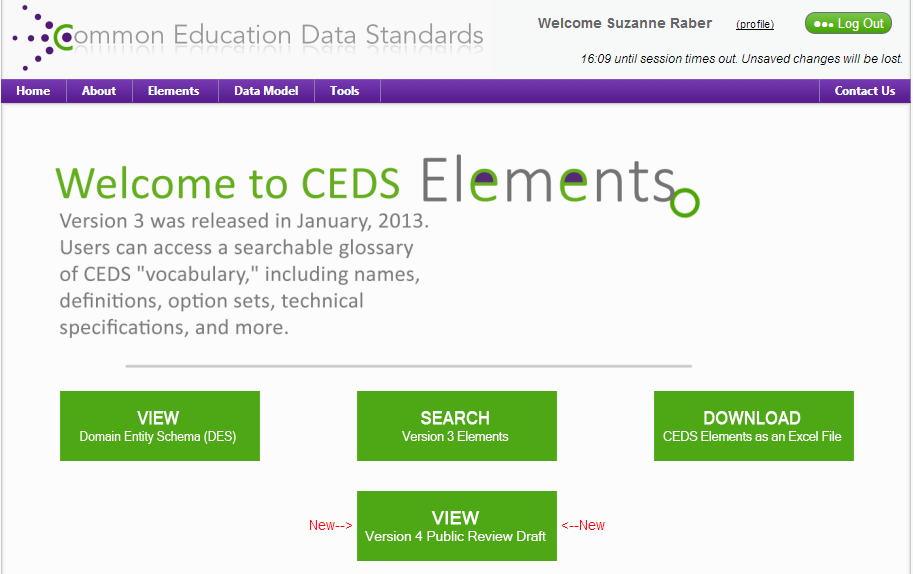 Common Education Data Standards
Welcome Suzanne Raber (profile) ●●● Log Out
16:09 until session times out. Unsaved changes will be lost.
Home About Elements Data Model Tools Contact Us
Welcome to CEDS Elements
Version 3 was released in January, 2013.
Users can access a searchable glossary
of CEDS "vocabulary," including names,
definitions, option sets, technical
specifications, and more.
VIEW
Domain Entity Schema (DES)
SEARCH
Version 3 Elements
DOWNLOAD
CEDS Elements as an Excel File
New-->
VIEW
Version 4 Public Review Draft
<--New